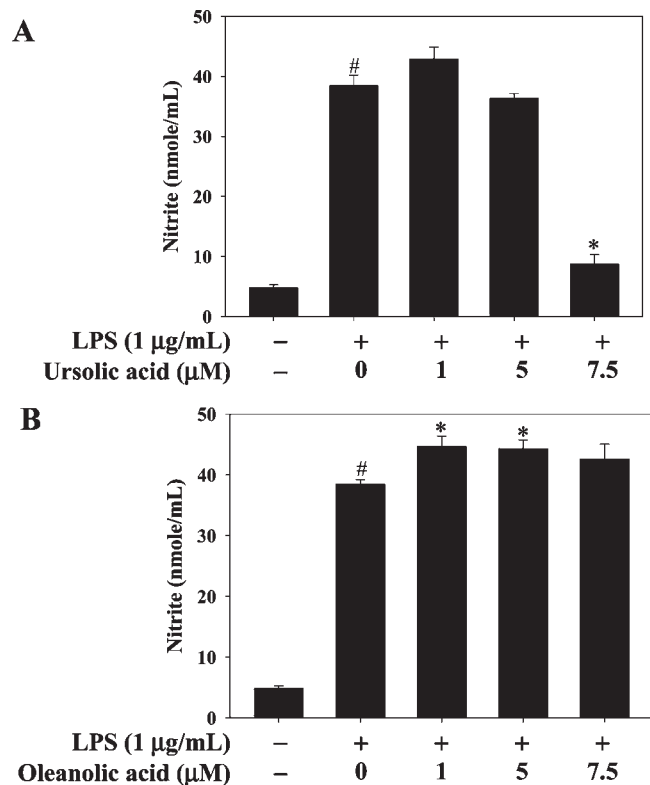 A
50
40
30
20
10
0
Nitrite (nmole/mL)
#
*
LPS (1 μg/mL) – + + + +
Ursolic acid (μM) – 0 1 5 7.5
B
50
40
30
20
10
0
Nitrite (nmole/mL)
#
* *
LPS (1 μg/mL) – + + + +
Oleanolic acid (μM) – 0 1 5 7.5